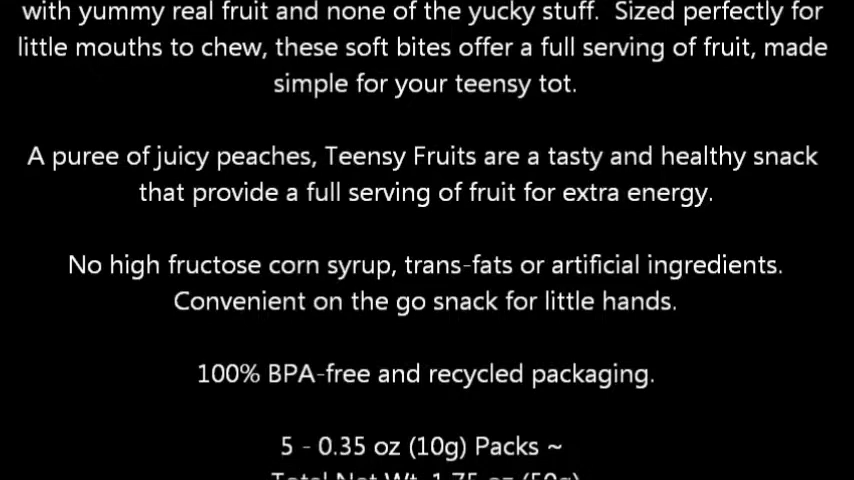 with yummy real fruit and none of the yucky stuff.  Sized perfectly for
little mouths to chew, these soft bites offer a full serving of fruit, made
simple for your teensy tot.
A puree of juicy peaches, Teensy Fruits are a tasty and healthy snack
that provide a full serving of fruit for extra energy.
No high fructose corn syrup, trans-fats or artificial ingredients.
Convenient on the go snack for little hands.
100% BPA-free and recycled packaging.
5 - 0.35 oz (10g) Packs ~
Total Net Wt. 1.75 oz (50g)